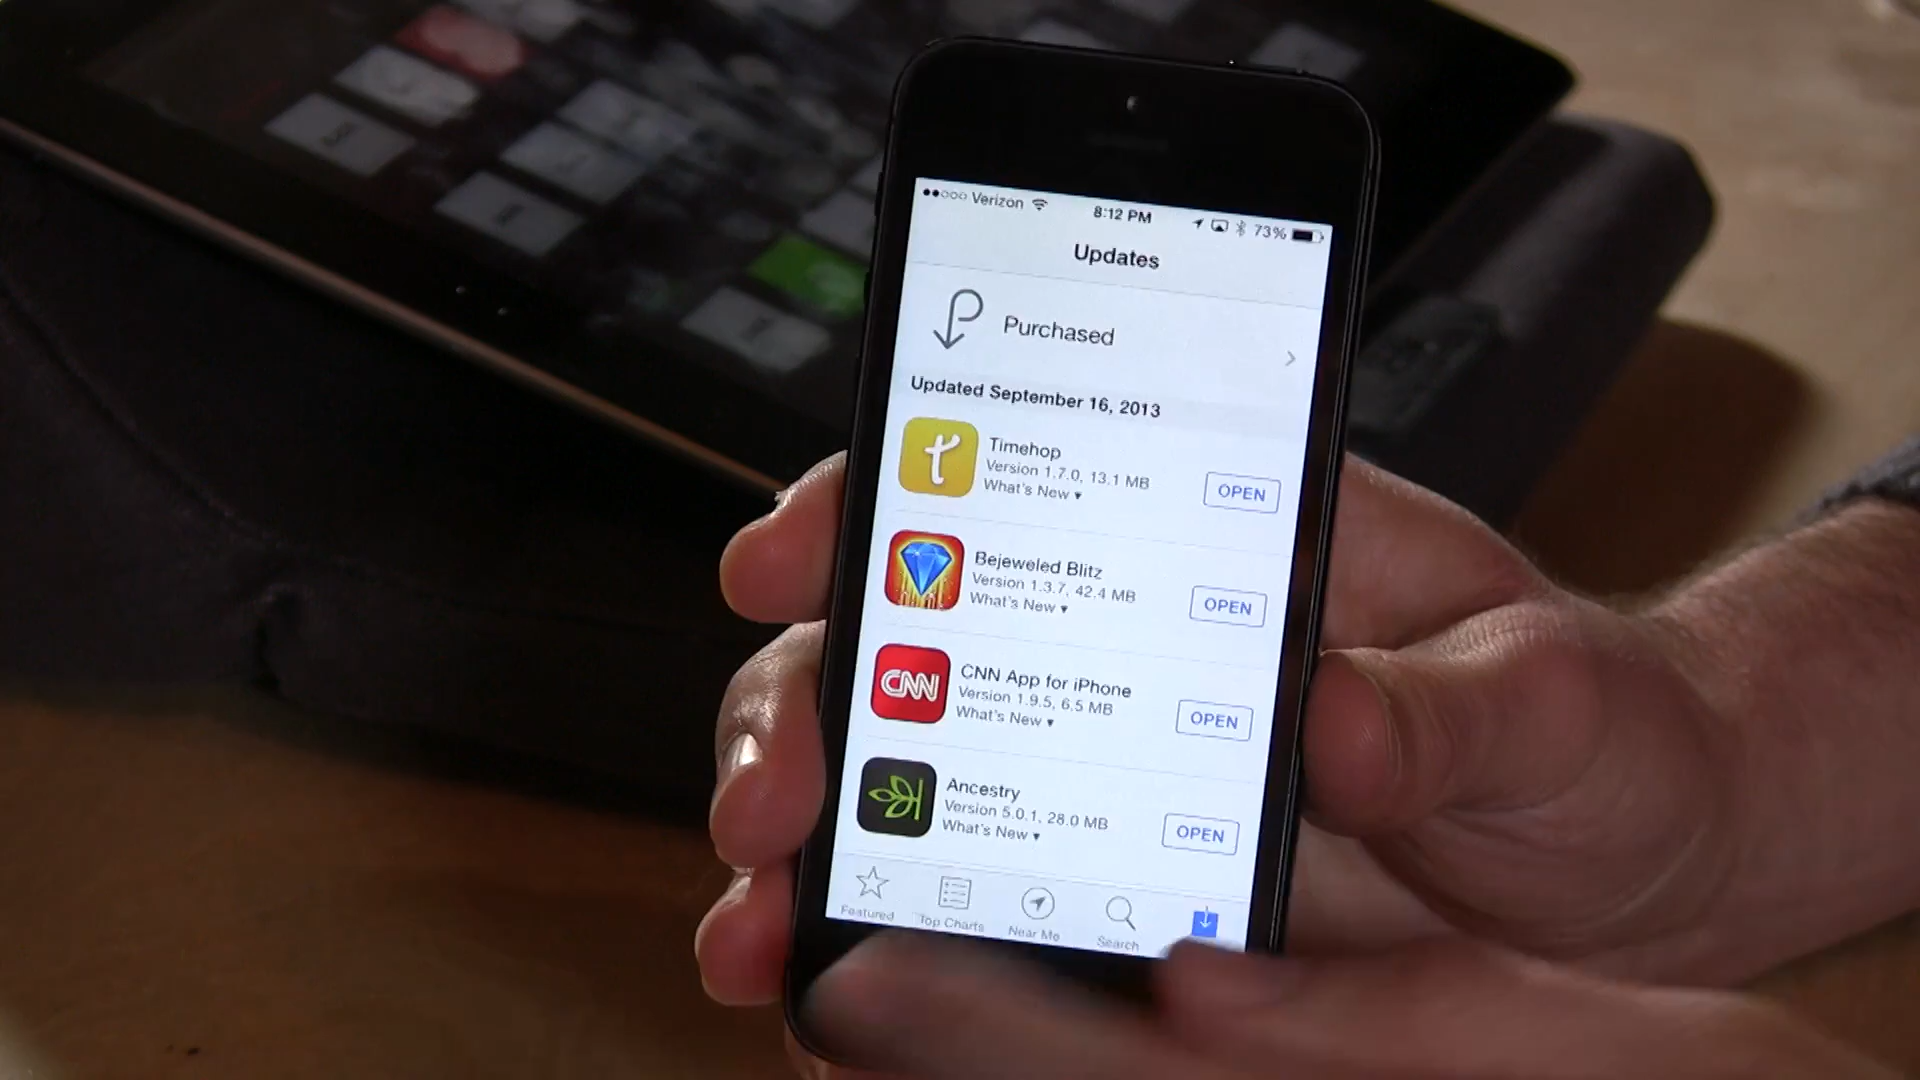 Verizon 8:12 PM 73%
Updates
Purchased
Updated September 16, 2013
t
Timehop
Version 1.7.0, 13.1 MB
What's New ▾
OPEN
Bejeweled Blitz
Version 1.3.7, 42.4 MB
What's New ▾
OPEN
CNN
CNN App for iPhone
Version 1.9.5, 6.5 MB
What's New ▾
OPEN
Ancestry
Version 5.0.1, 28.0 MB
What's New ▾
OPEN
Featured Top Charts Near Me Search